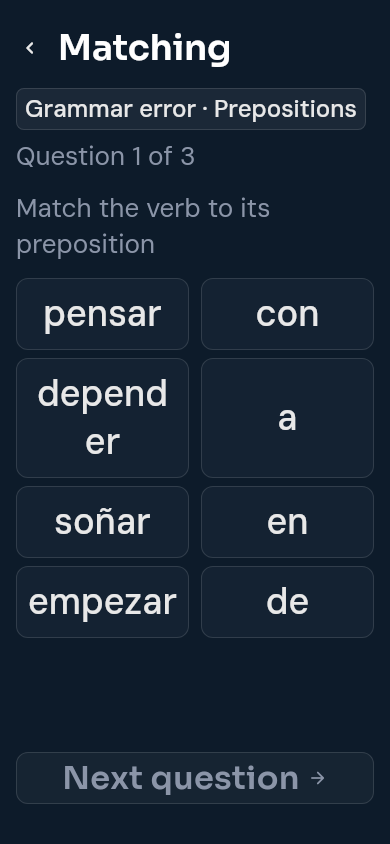 Matching
Grammar error · Prepositions
Question 1 of 3
Match the verb to its
preposition
pensar
con
depend
er
a
soñar
en
empezar
de
Next question →